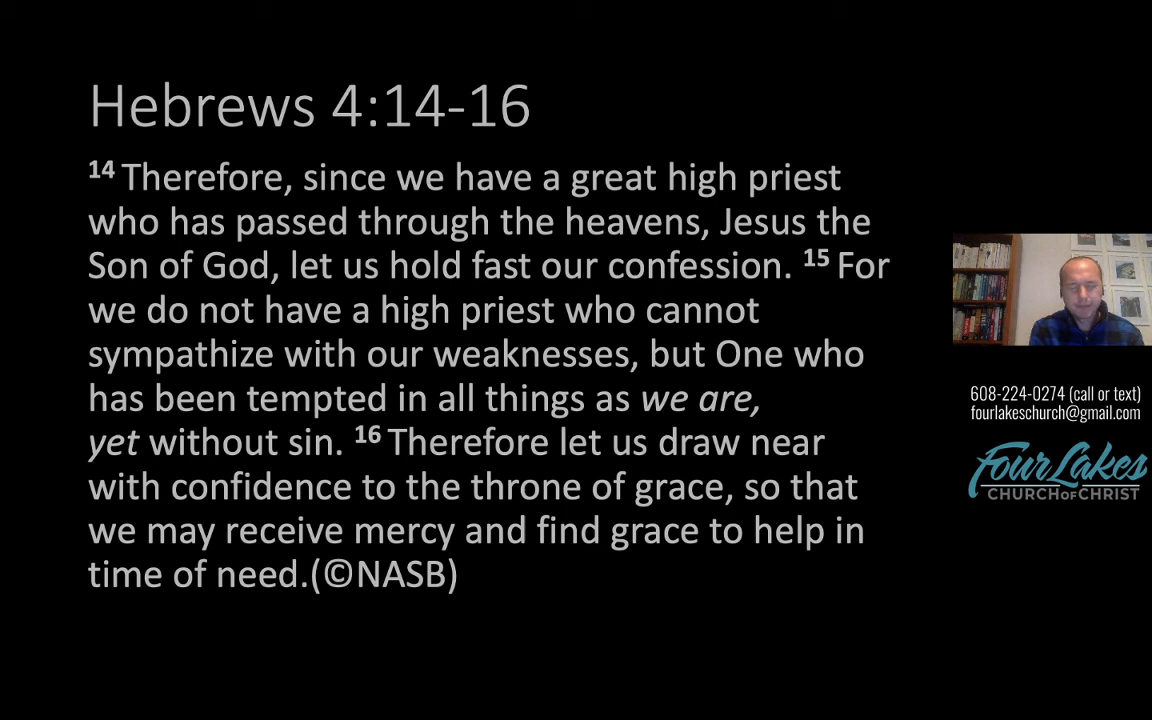 Hebrews 4:14-16
14 Therefore, since we have a great high priest
who has passed through the heavens, Jesus the
Son of God, let us hold fast our confession. 15 For
we do not have a high priest who cannot
sympathize with our weaknesses, but One who
has been tempted in all things as we are,
yet without sin. 16 Therefore let us draw near
with confidence to the throne of grace, so that
we may receive mercy and find grace to help in
time of need.(©NASB)
608-224-0274 (call or text)
fourlakeschurch@gmail.com
Four Lakes
CHURCH OF CHRIST